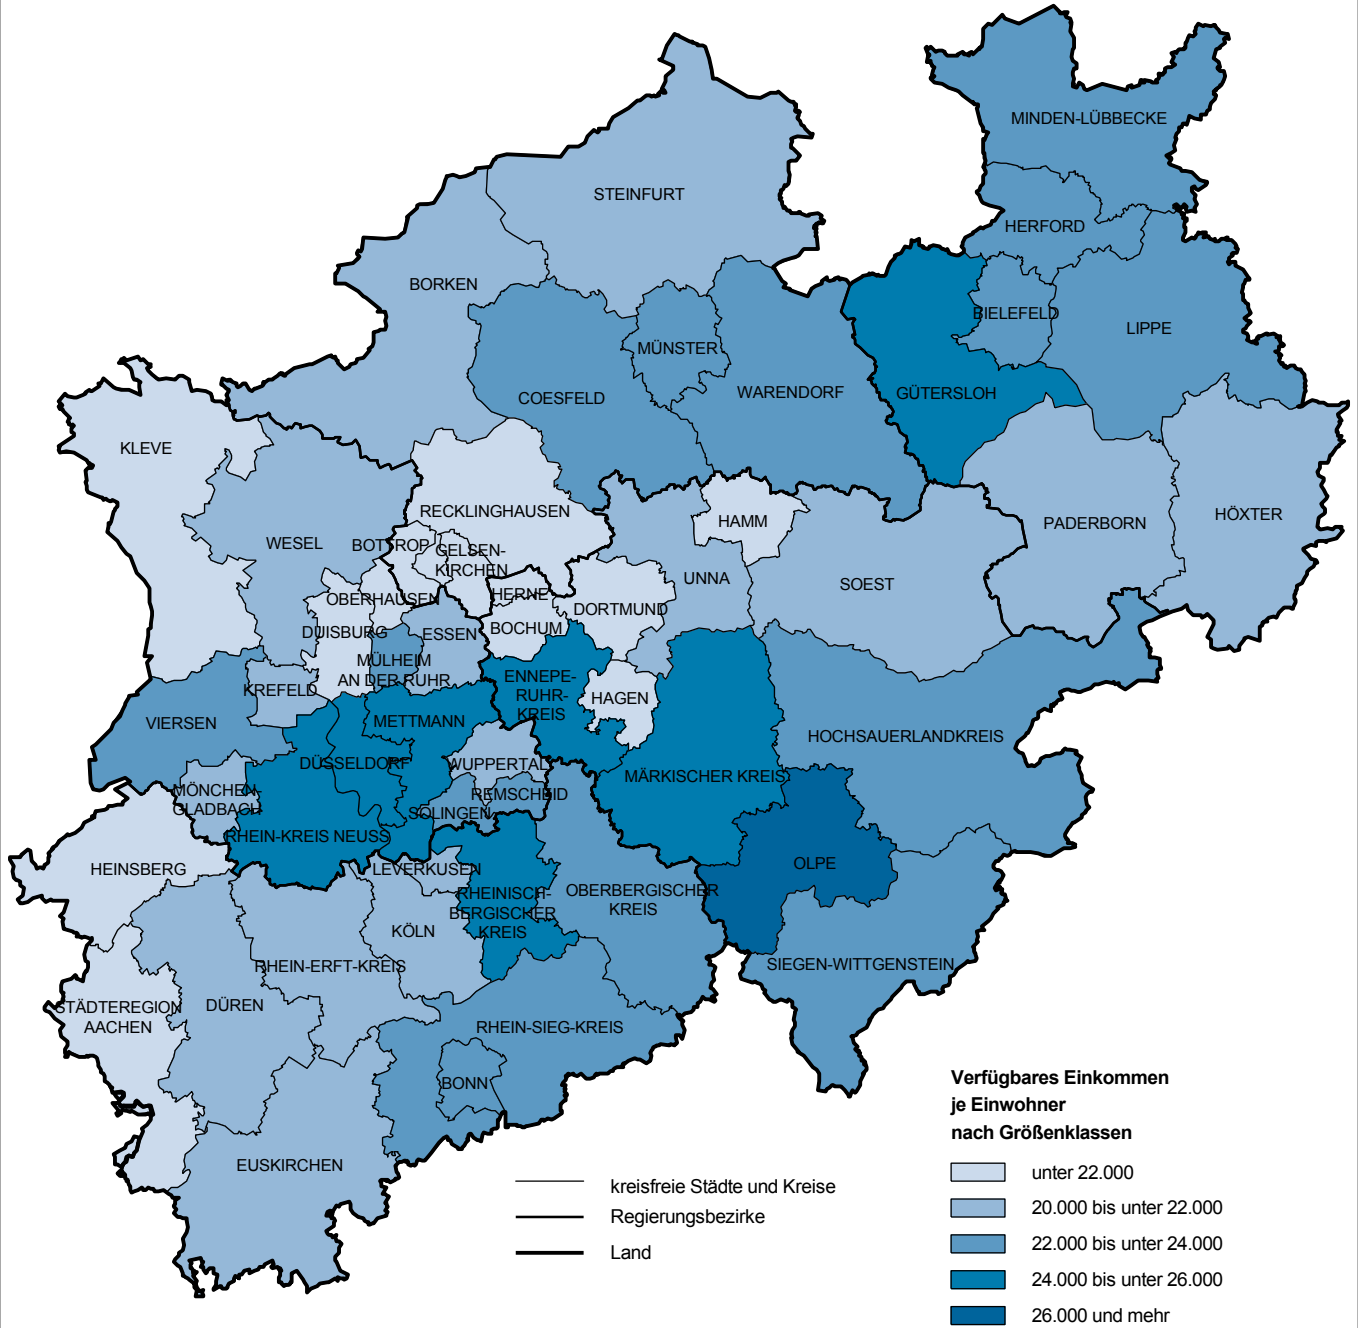 MINDEN-LÜBBECKE
STEINFURT
HERFORD
BORKEN
BIELEFELD
LIPPE
MÜNSTER
COESFELD
WARENDORF
GÜTERSLOH
KLEVE
RECKLINGHAUSEN
HAMM
PADERBORN
HÖXTER
WESEL
BOTTROP
GELSEN-
KIRCHEN
UNNA
SOEST
HERNE
OBERHAUSEN
DORTMUND
DUISBURG
ESSEN
BOCHUM
MÜLHEIM
AN DER RUHR
ENNEPE-
RUHR-
KREIS
KREFELD
HAGEN
VIERSEN
METTMANN
HOCHSAUERLANDKREIS
DÜSSELDORF
WUPPERTAL
MÄRKISCHER KREIS
MÖNCHEN-
GLADBACH
REMSCHEID
SOLINGEN
RHEIN-KREIS NEUSS
HEINSBERG
LEVERKUSEN
OLPE
RHEINISCH-
BERGISCHER
KREIS
OBERBERGISCHER
KREIS
KÖLN
RHEIN-ERFT-KREIS
SIEGEN-WITTGENSTEIN
STÄDTEREGION
AACHEN
DÜREN
RHEIN-SIEG-KREIS
BONN
EUSKIRCHEN
kreisfreie Städte und Kreise
Regierungsbezirke
Land
Verfügbares Einkommen
je Einwohner
nach Größenklassen
unter 22.000
20.000 bis unter 22.000
22.000 bis unter 24.000
24.000 bis unter 26.000
26.000 und mehr